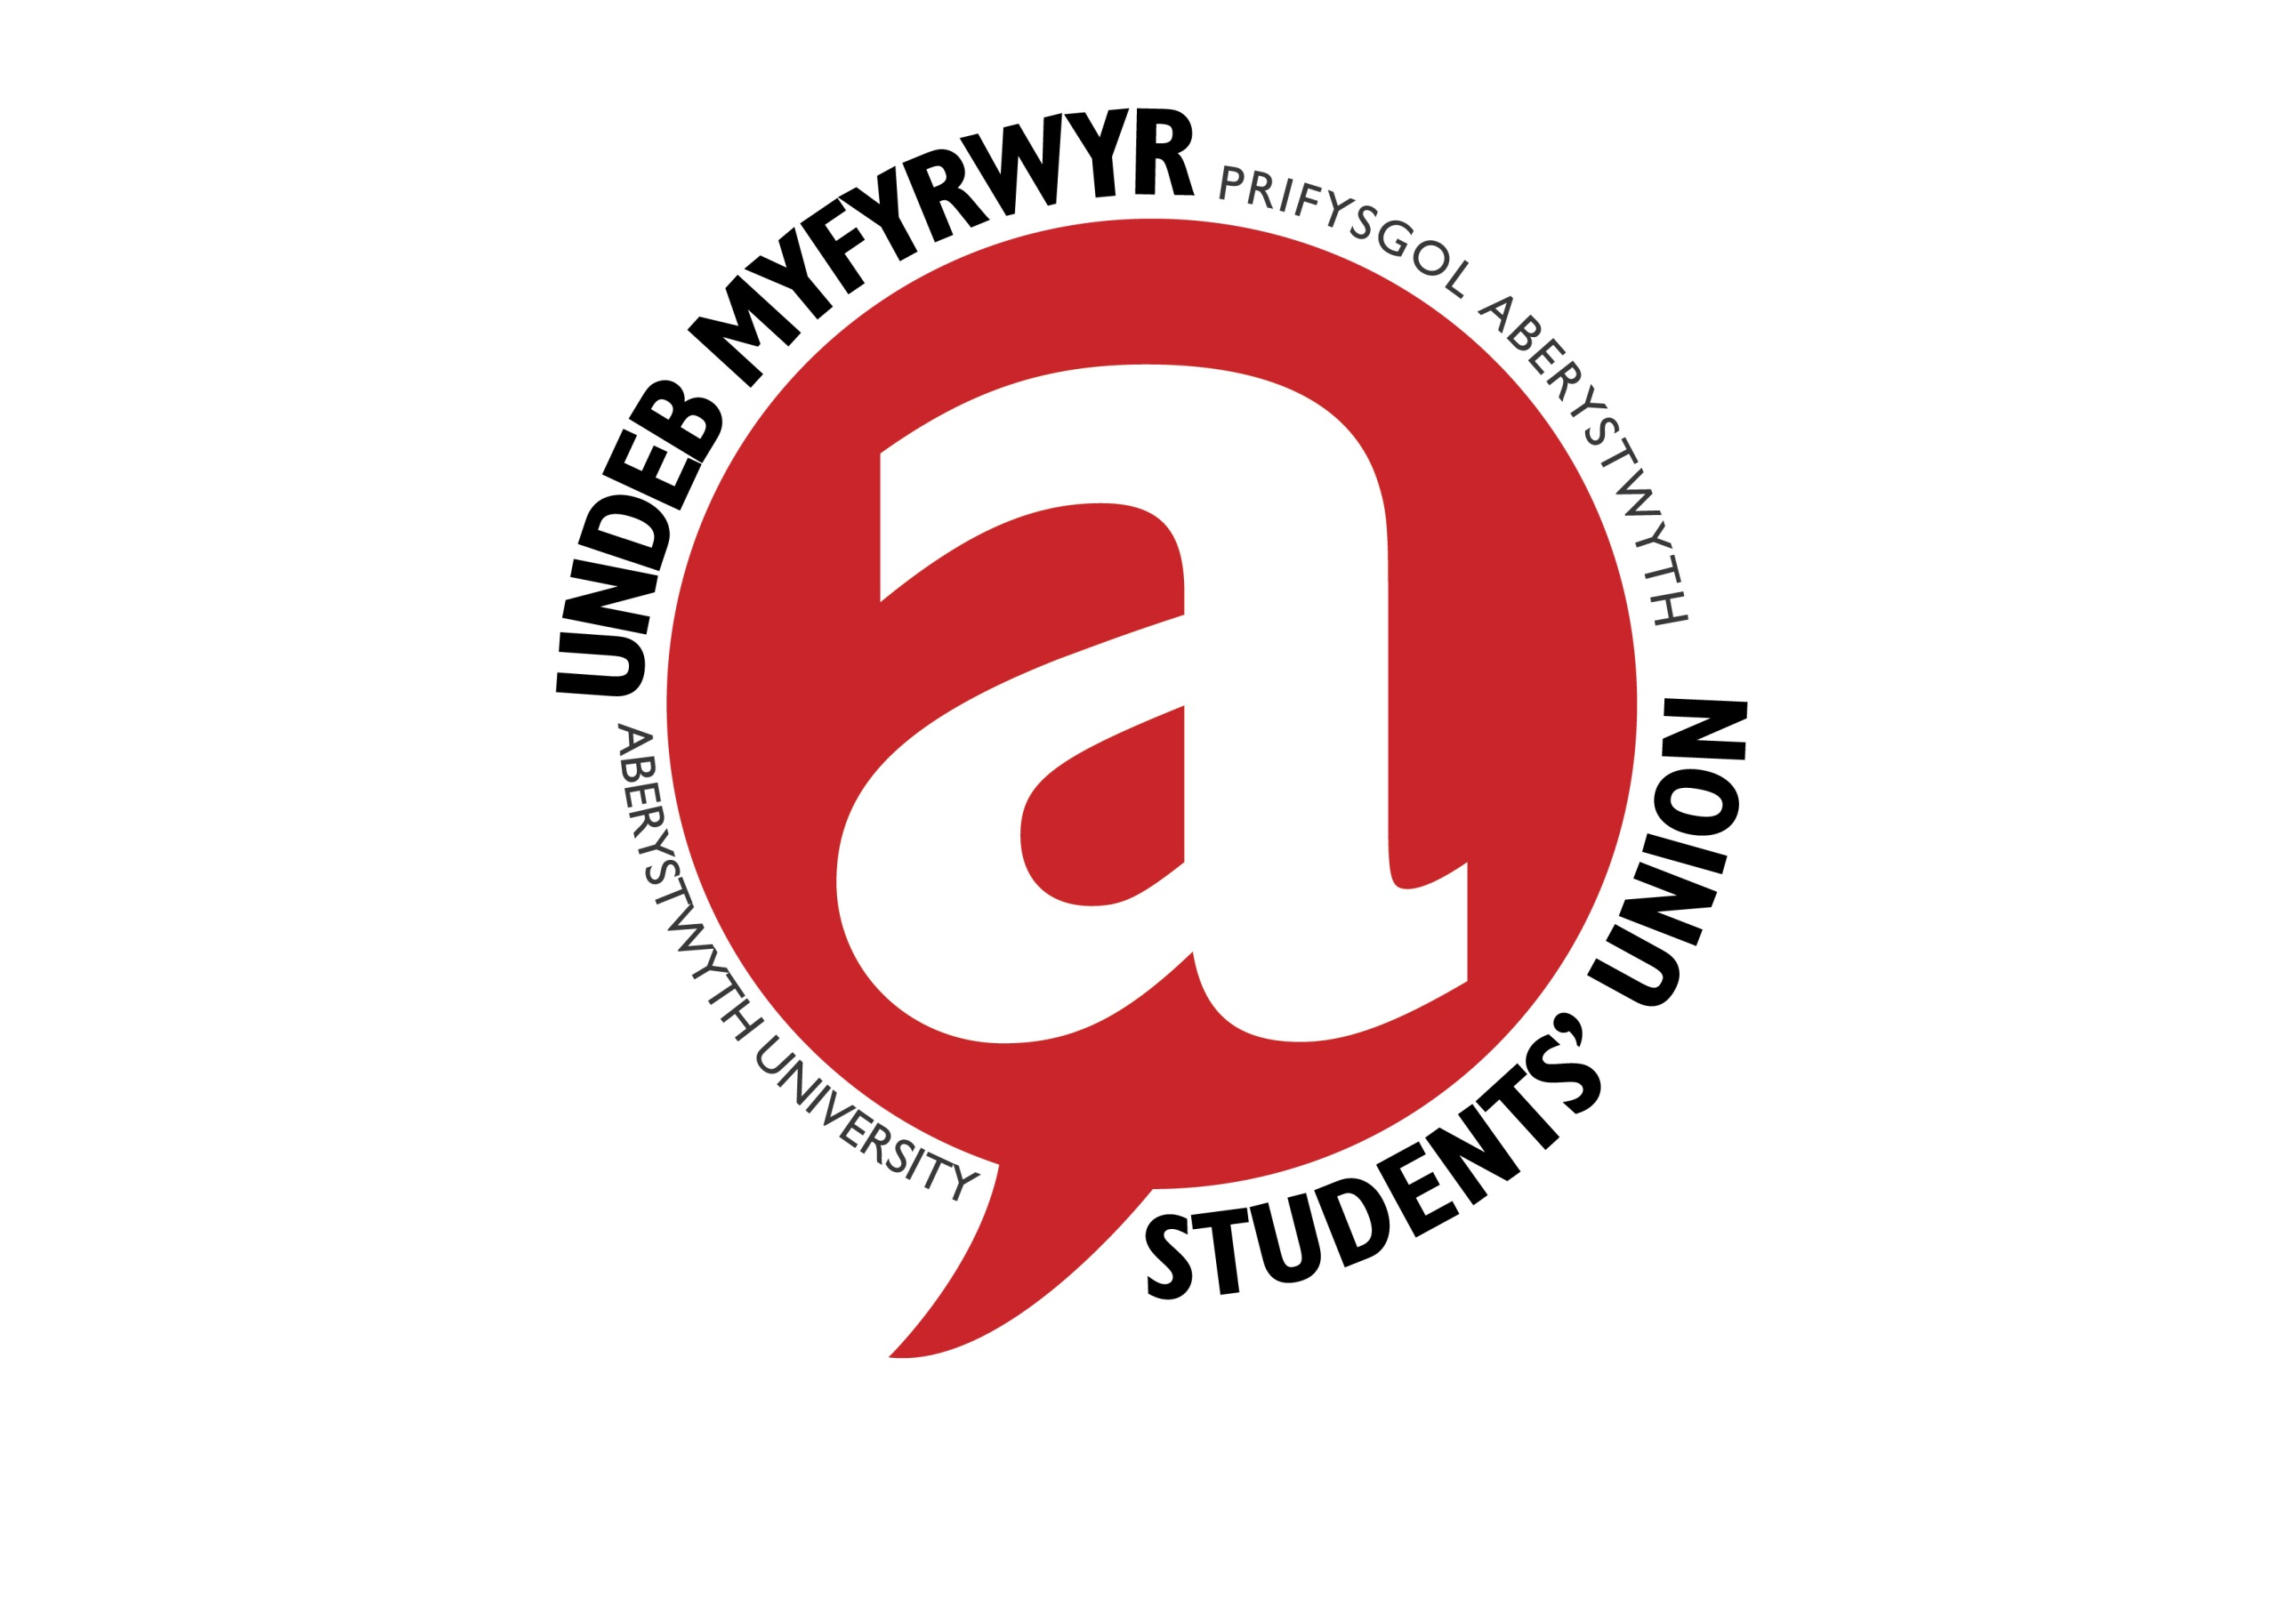 UNDEB MYFYRWYR
PRIFYSGOL ABERYSTWYTH
a
ABERYSTWYTH UNIVERSITY
STUDENTS’ UNION